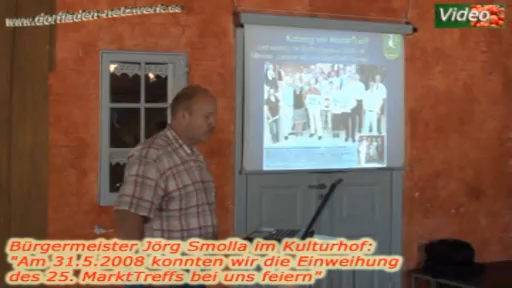 www.dorfladen-netzwerk.de
Video
Bürgermeister Jörg Smolla im Kulturhof:
"Am 31.5.2008 konnten wir die Einweihung
des 25. MarktTreffs bei uns feiern"